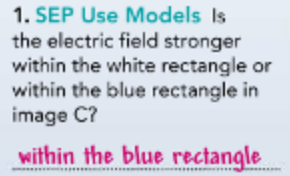 1. SEP Use Models Is
the electric field stronger
within the white rectangle or
within the blue rectangle in
image C?
within the blue rectangle